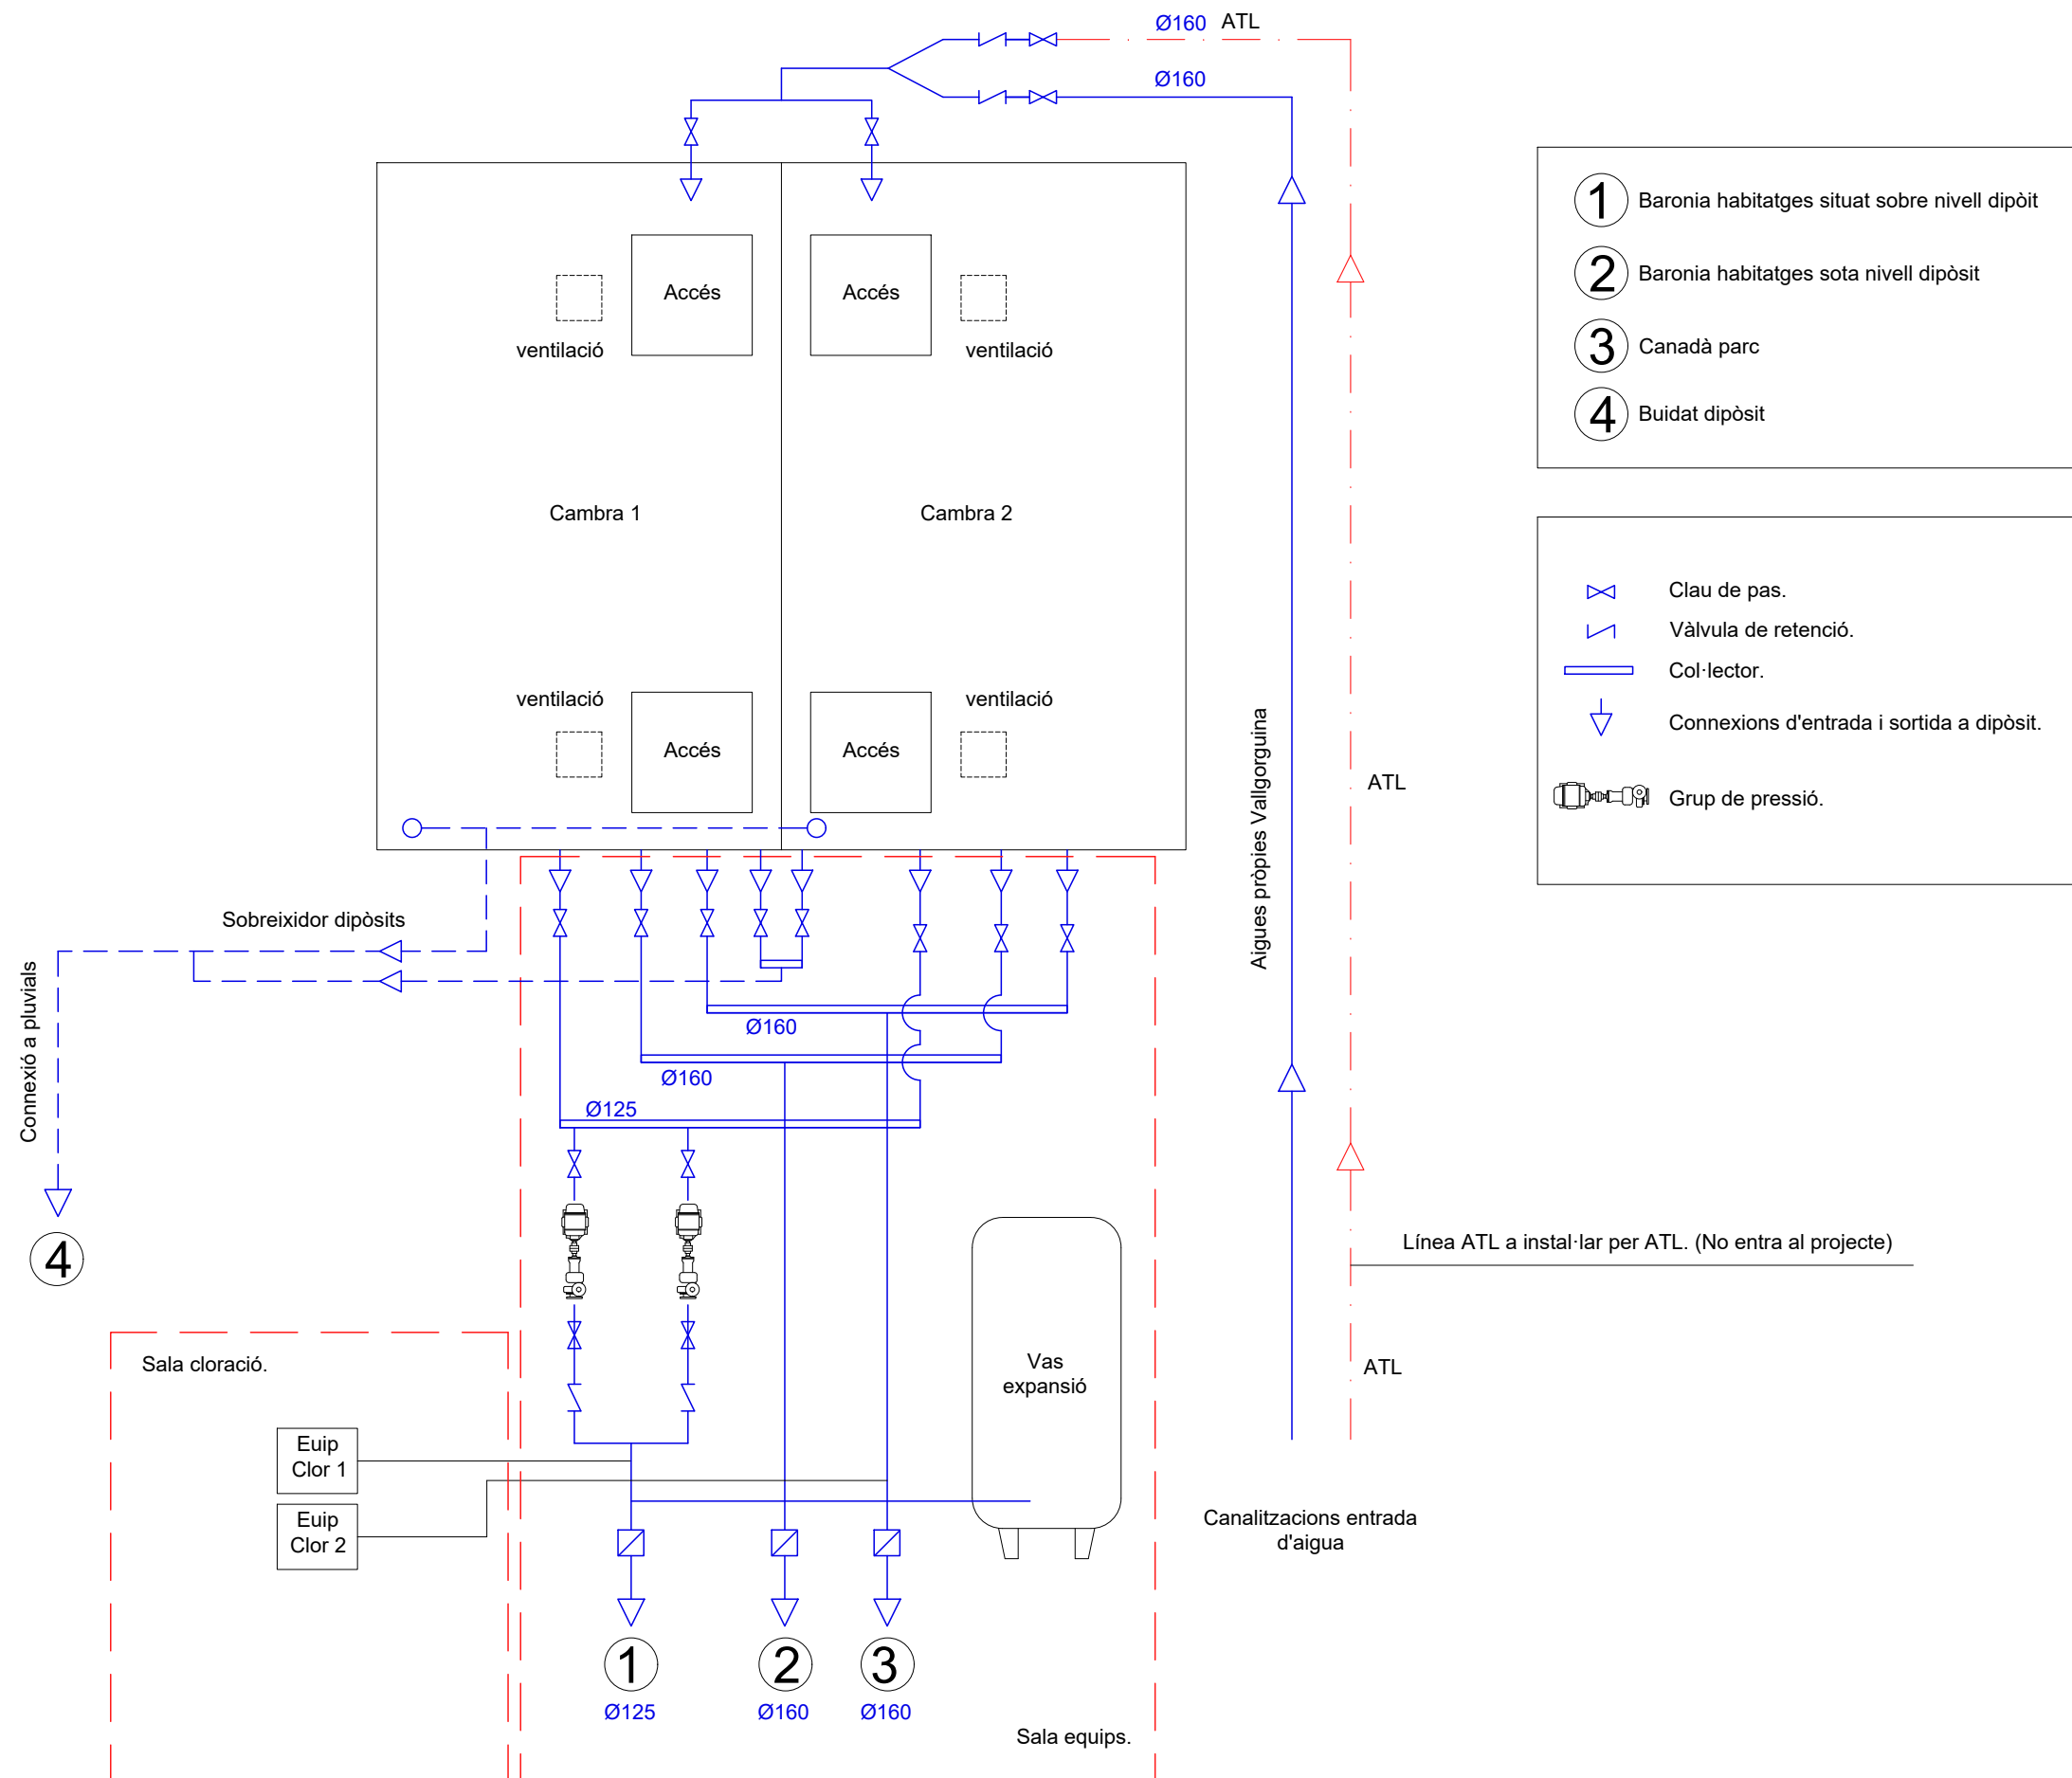 Ø160 ATL
Ø160
1 Baronia habitatges situat sobre nivell dipòit
2 Baronia habitatges sota nivell dipòsit
3 Canadà parc
4 Buidat dipòsit
Accés
Accés
ventilació
ventilació
Cambra 1
Cambra 2
Clau de pas.
Vàlvula de retenció.
Col·lector.
Connexions d'entrada i sortida a dipòsit.
Grup de pressió.
ventilació
ventilació
Accés
Accés
Aigues pròpies Vallgorguina
ATL
Sobreixidor dipòsits
Connexió a pluvials
Ø160
Ø160
Ø125
4
Línea ATL a instal·lar per ATL. (No entra al projecte)
Sala cloració.
Vas
expansió
ATL
Euip
Clor 1
Euip
Clor 2
Canalitzacions entrada
d'aigua
1
2
3
Ø125
Ø160
Ø160
Sala equips.